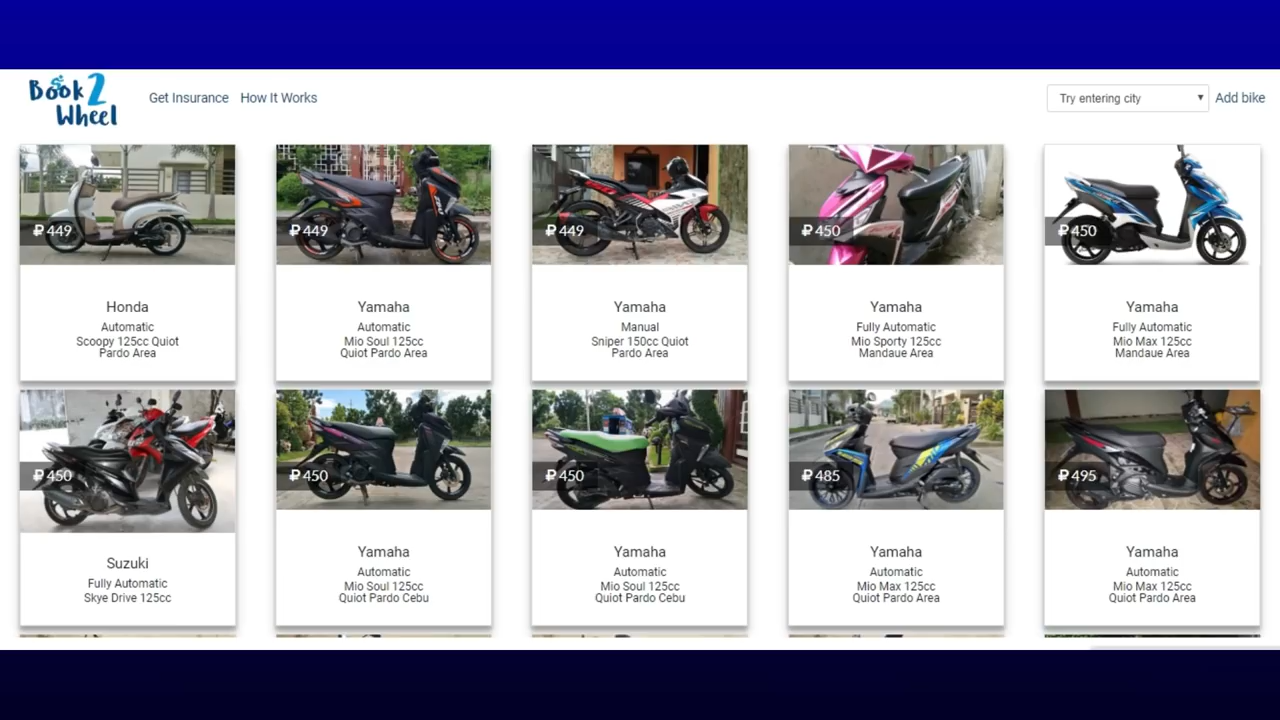 Book 2
Wheel
Get Insurance
How It Works
Try entering city
Add bike
₽449
Honda
Automatic
Scoopy 125cc Quiot
Pardo Area
₽449
Yamaha
Automatic
Mio Soul 125cc
Quiot Pardo Area
₽449
Yamaha
Manual
Sniper 150cc Quiot
Pardo Area
₽450
Yamaha
Fully Automatic
Mio Sporty 125cc
Mandaue Area
₽450
Yamaha
Fully Automatic
Mio Max 125cc
Mandaue Area
₽450
Suzuki
Fully Automatic
Skye Drive 125cc
₽450
Yamaha
Automatic
Mio Soul 125cc
Quiot Pardo Cebu
₽450
Yamaha
Automatic
Mio Soul 125cc
Quiot Pardo Cebu
₽485
Yamaha
Automatic
Mio Max 125cc
Quiot Pardo Area
₽495
Yamaha
Automatic
Mio Max 125cc
Quiot Pardo Area